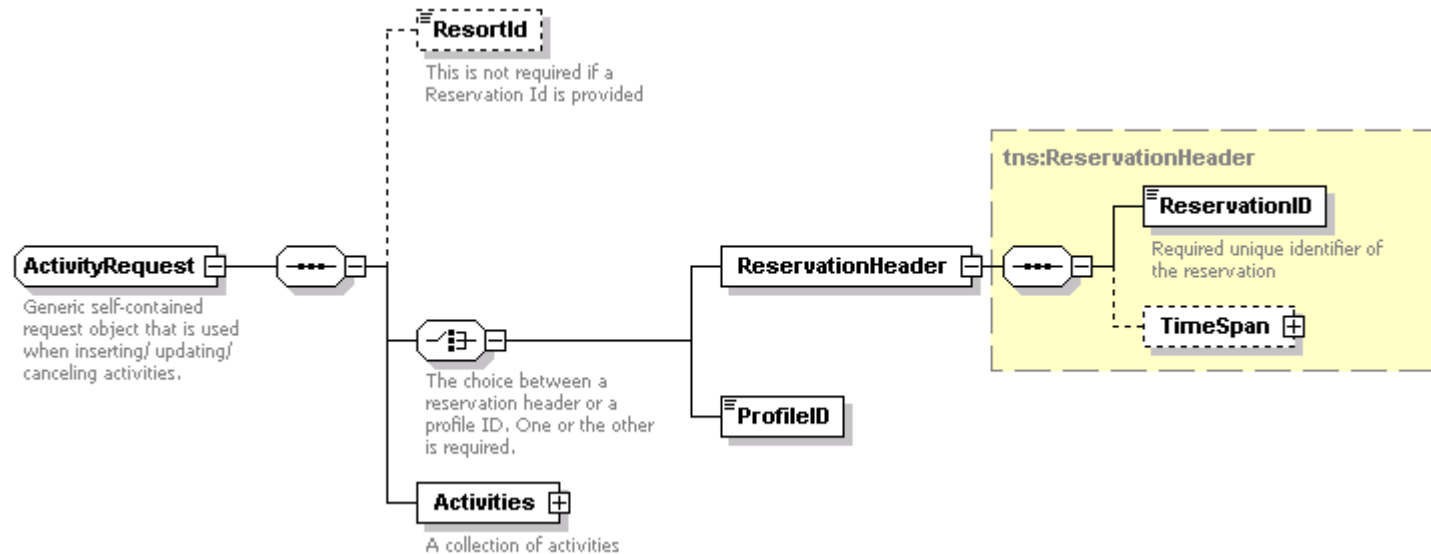 ResortId
This is not required if a
Reservation Id is provided
tns:ReservationHeader
ReservationID
Required unique identifier of
the reservation
TimeSpan
ActivityRequest
Generic self-contained
request object that is used
when inserting/ updating/
canceling activities.
ReservationHeader
The choice between a
reservation header or a
profile ID. One or the other
is required.
ProfileID
Activities
A collection of activities